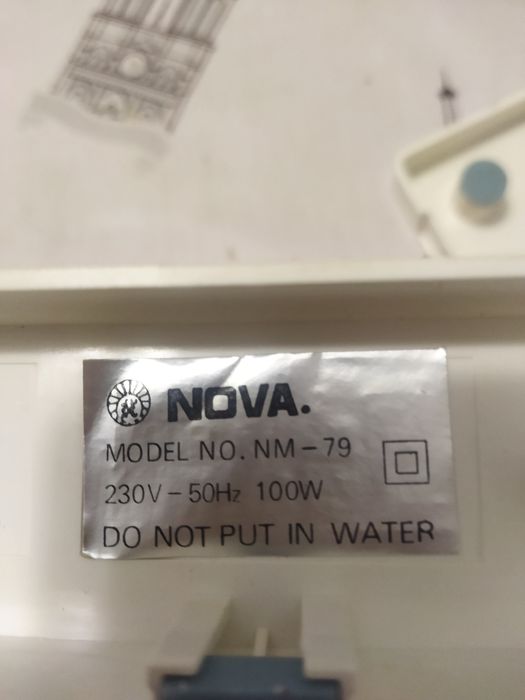 NOVA.
MODEL NO. NM-79
230V-50Hz 100W
DO NOT PUT IN WATER